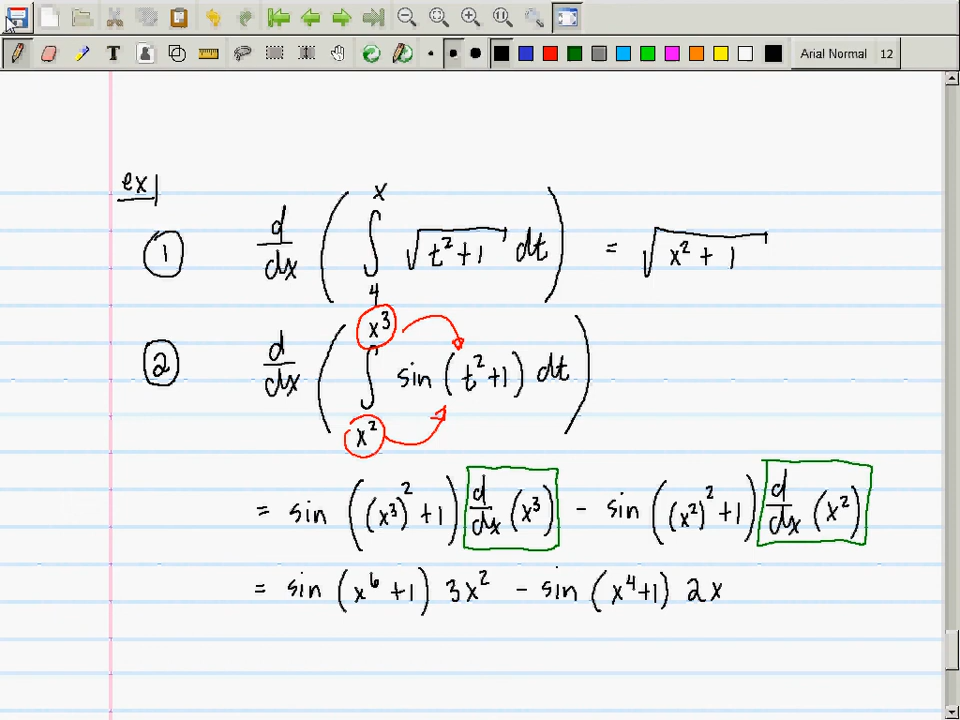 Arial Normal 12
ex|
① d/dx ( ∫₄ˣ √(t²+1) dt ) = √(x² + 1)
② d/dx ( ∫_{x²}^{x³} sin (t²+1) dt )
= sin ((x³)² + 1) d/dx (x³) - sin ((x²)² + 1) d/dx (x²)
= sin (x⁶ + 1) 3x² - sin (x⁴+1) 2x